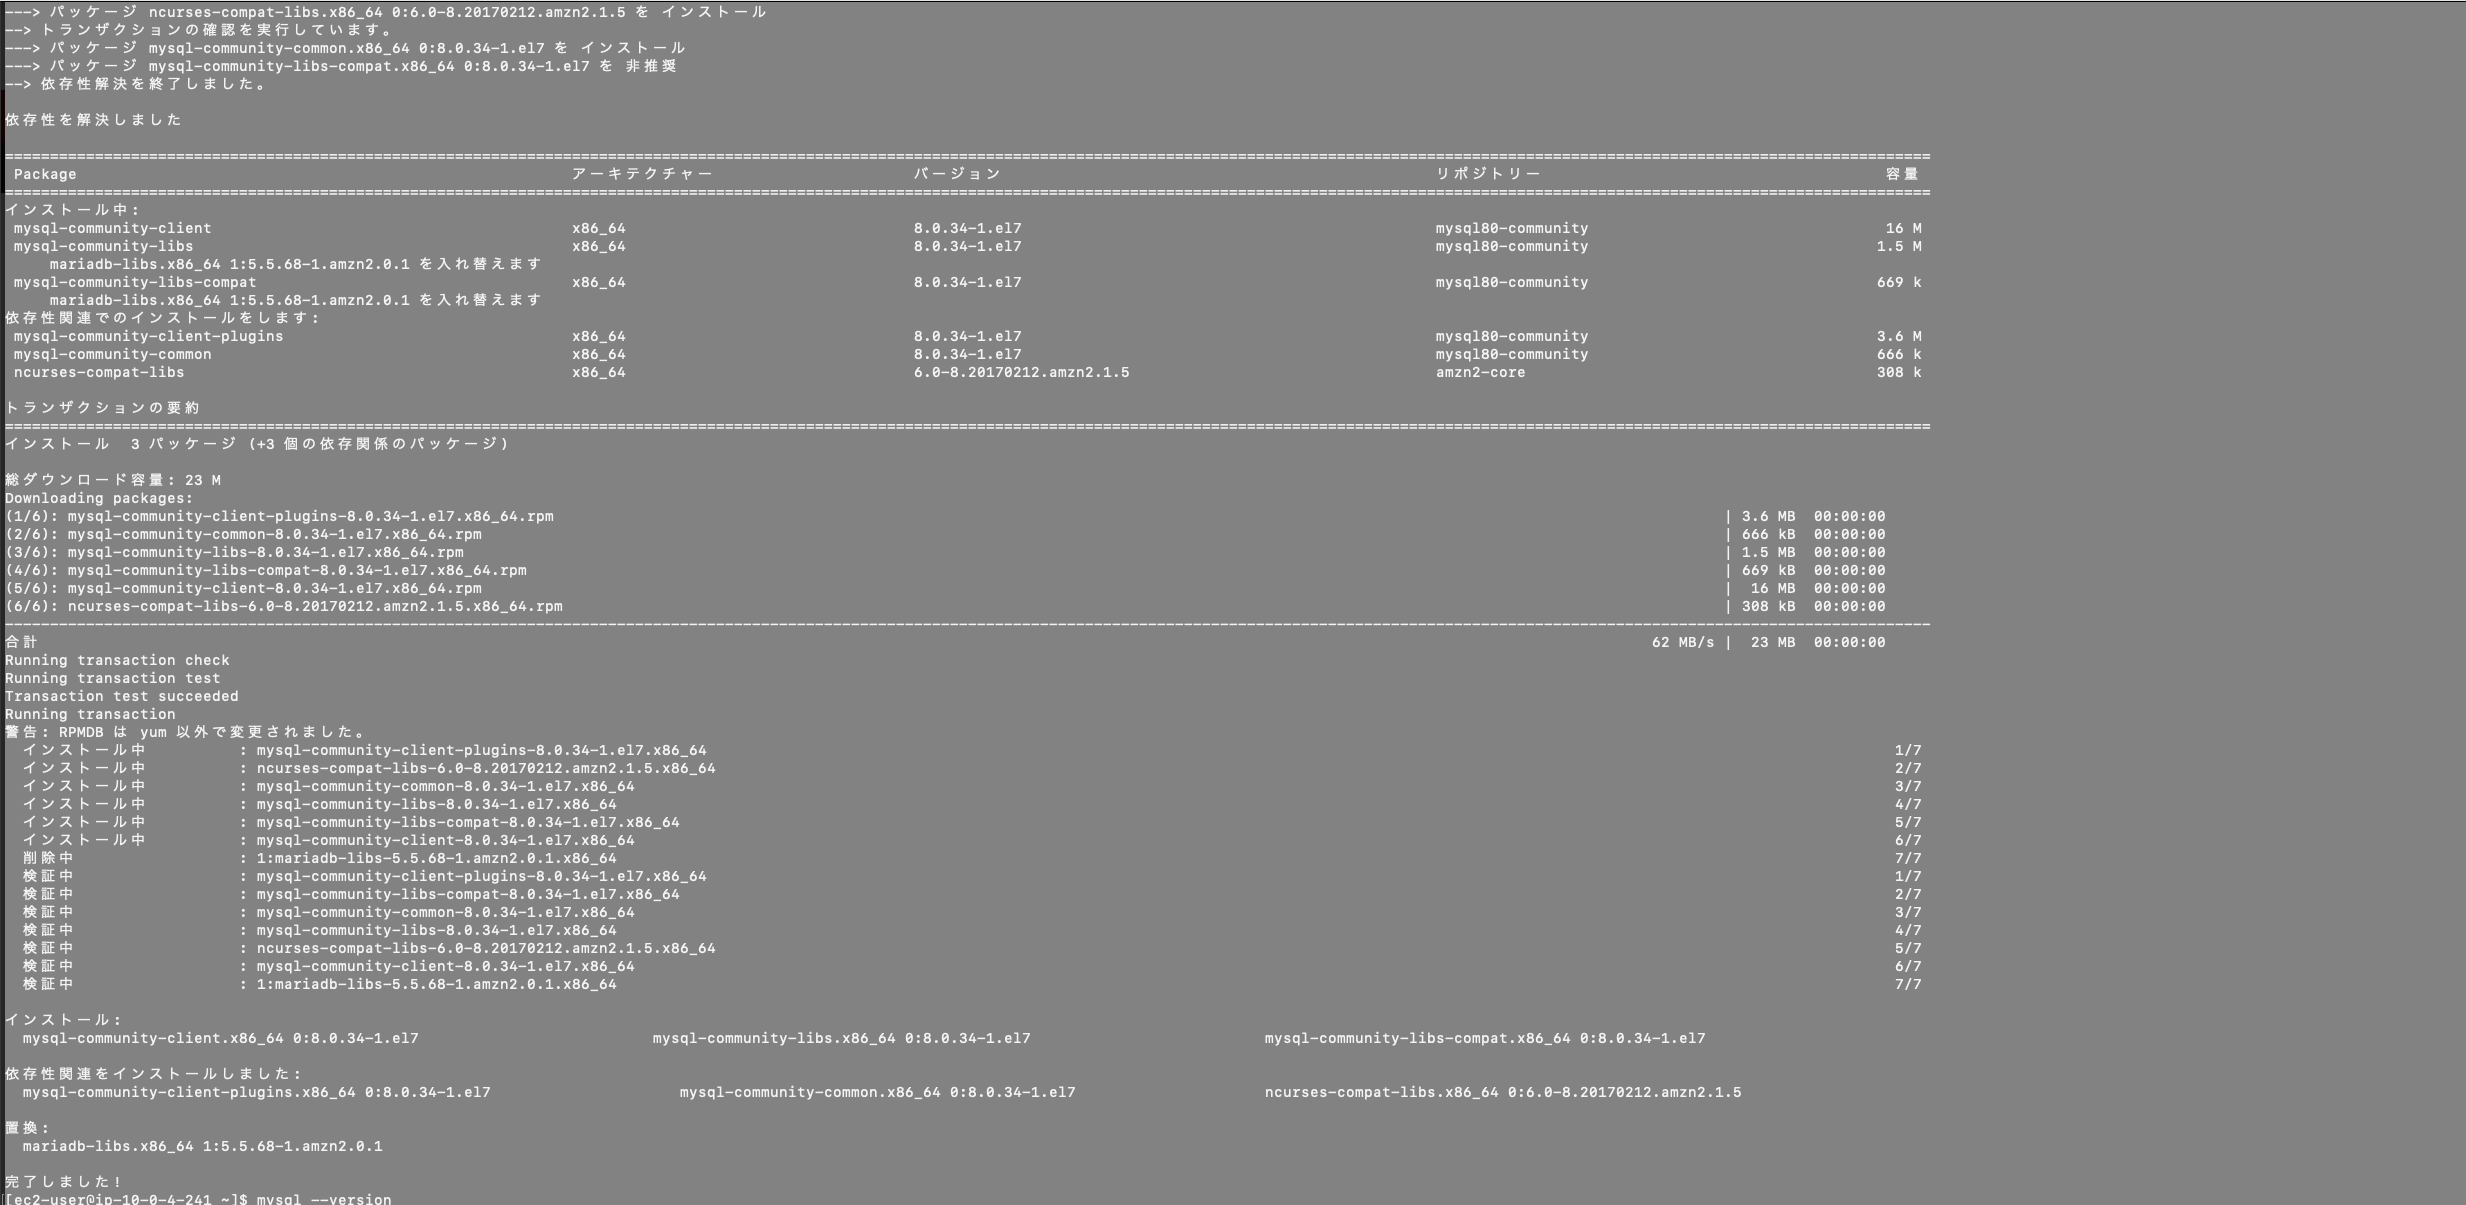 ---> パッケージ ncurses-compat-libs.x86_64 0:6.0-8.20170212.amzn2.1.5 を インストール
--> トランザクションの確認を実行しています。
---> パッケージ mysql-community-common.x86_64 0:8.0.34-1.el7 を インストール
---> パッケージ mysql-community-libs-compat.x86_64 0:8.0.34-1.el7 を 非推奨
--> 依存性解決を終了しました。
依存性を解決しました
Package アーキテクチャー バージョン リポジトリー 容量
インストール中:
mysql-community-client x86_64 8.0.34-1.el7 mysql80-community 16 M
mysql-community-libs x86_64 8.0.34-1.el7 mysql80-community 1.5 M
mariadb-libs.x86_64 1:5.5.68-1.amzn2.0.1 を入れ替えます
mysql-community-libs-compat x86_64 8.0.34-1.el7 mysql80-community 669 k
mariadb-libs.x86_64 1:5.5.68-1.amzn2.0.1 を入れ替えます
依存性関連でのインストールをします:
mysql-community-client-plugins x86_64 8.0.34-1.el7 mysql80-community 3.6 M
mysql-community-common x86_64 8.0.34-1.el7 mysql80-community 666 k
ncurses-compat-libs x86_64 6.0-8.20170212.amzn2.1.5 amzn2-core 308 k
トランザクションの要約
インストール 3 パッケージ (+3 個の依存関係のパッケージ)
総ダウンロード容量: 23 M
Downloading packages:
(1/6): mysql-community-client-plugins-8.0.34-1.el7.x86_64.rpm | 3.6 MB 00:00:00
(2/6): mysql-community-common-8.0.34-1.el7.x86_64.rpm | 666 kB 00:00:00
(3/6): mysql-community-libs-8.0.34-1.el7.x86_64.rpm | 1.5 MB 00:00:00
(4/6): mysql-community-libs-compat-8.0.34-1.el7.x86_64.rpm | 669 kB 00:00:00
(5/6): mysql-community-client-8.0.34-1.el7.x86_64.rpm | 16 MB 00:00:00
(6/6): ncurses-compat-libs-6.0-8.20170212.amzn2.1.5.x86_64.rpm | 308 kB 00:00:00
合計 62 MB/s | 23 MB 00:00:00
Running transaction check
Running transaction test
Transaction test succeeded
Running transaction
警告: RPMDB は yum 以外で変更されました。
インストール中 : mysql-community-client-plugins-8.0.34-1.el7.x86_64 1/7
インストール中 : ncurses-compat-libs-6.0-8.20170212.amzn2.1.5.x86_64 2/7
インストール中 : mysql-community-common-8.0.34-1.el7.x86_64 3/7
インストール中 : mysql-community-libs-8.0.34-1.el7.x86_64 4/7
インストール中 : mysql-community-libs-compat-8.0.34-1.el7.x86_64 5/7
インストール中 : mysql-community-client-8.0.34-1.el7.x86_64 6/7
削除中 : 1:mariadb-libs-5.5.68-1.amzn2.0.1.x86_64 7/7
検証中 : mysql-community-client-plugins-8.0.34-1.el7.x86_64 1/7
検証中 : mysql-community-libs-compat-8.0.34-1.el7.x86_64 2/7
検証中 : mysql-community-common-8.0.34-1.el7.x86_64 3/7
検証中 : mysql-community-libs-8.0.34-1.el7.x86_64 4/7
検証中 : ncurses-compat-libs-6.0-8.20170212.amzn2.1.5.x86_64 5/7
検証中 : mysql-community-client-8.0.34-1.el7.x86_64 6/7
検証中 : 1:mariadb-libs-5.5.68-1.amzn2.0.1.x86_64 7/7
インストール:
mysql-community-client.x86_64 0:8.0.34-1.el7 mysql-community-libs.x86_64 0:8.0.34-1.el7 mysql-community-libs-compat.x86_64 0:8.0.34-1.el7
依存性関連をインストールしました:
mysql-community-client-plugins.x86_64 0:8.0.34-1.el7 mysql-community-common.x86_64 0:8.0.34-1.el7 ncurses-compat-libs.x86_64 0:6.0-8.20170212.amzn2.1.5
置換:
mariadb-libs.x86_64 1:5.5.68-1.amzn2.0.1
完了しました!
[[ec2-user@ip-10-0-4-241 ~]$ mysql --version